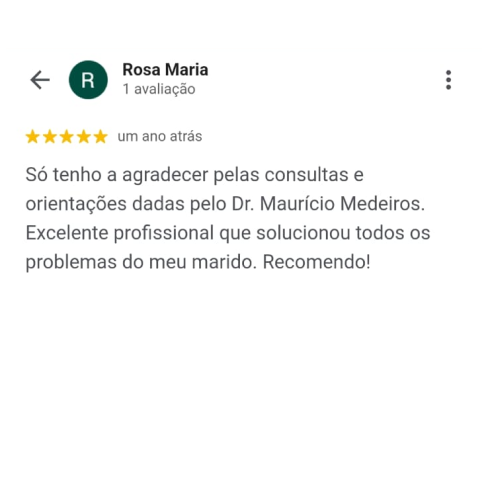 R
Rosa Maria
1 avaliação
um ano atrás
Só tenho a agradecer pelas consultas e
orientações dadas pelo Dr. Maurício Medeiros.
Excelente profissional que solucionou todos os
problemas do meu marido. Recomendo!